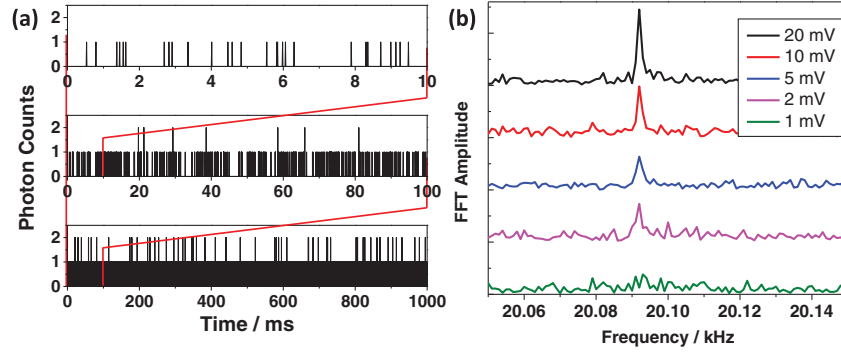 (a)
Photon Counts
2
1
0
0 2 4 6 8 10
2
1
0
0 20 40 60 80 100
2
1
0
0 200 400 600 800 1000
Time / ms
(b)
FFT Amplitude
20 mV
10 mV
5 mV
2 mV
1 mV
20.06 20.08 20.10 20.12 20.14
Frequency / kHz